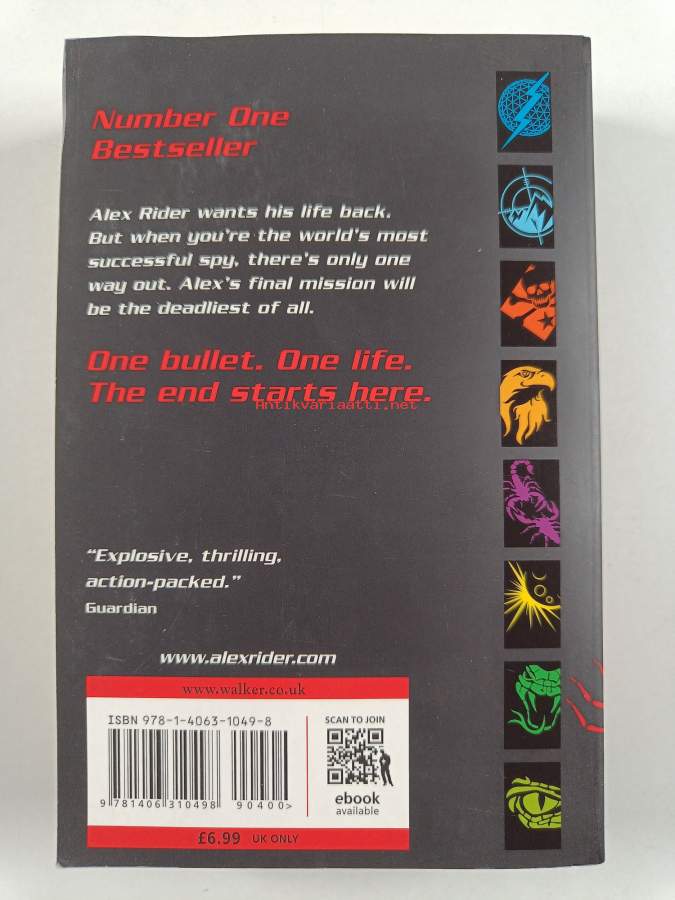 Number One
Bestseller
Alex Rider wants his life back.
But when you're the world's most
successful spy, there's only one
way out. Alex's final mission will
be the deadliest of all.
One bullet. One life.
The end starts here.
Antikvariaatti.net
“Explosive, thrilling,
action-packed.”
Guardian
www.alexrider.com
www.walker.co.uk
ISBN 978-1-4063-1049-8
9 781406 310498 90400>
SCAN TO JOIN
ebook
available
£6.99 UK ONLY